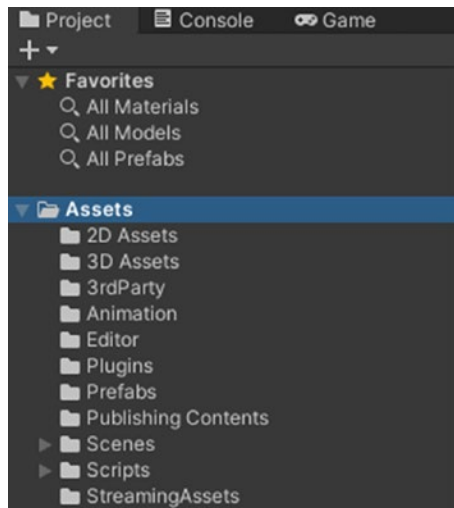 Project Console Game
Favorites
All Materials
All Models
All Prefabs
Assets
2D Assets
3D Assets
3rdParty
Animation
Editor
Plugins
Prefabs
Publishing Contents
Scenes
Scripts
StreamingAssets